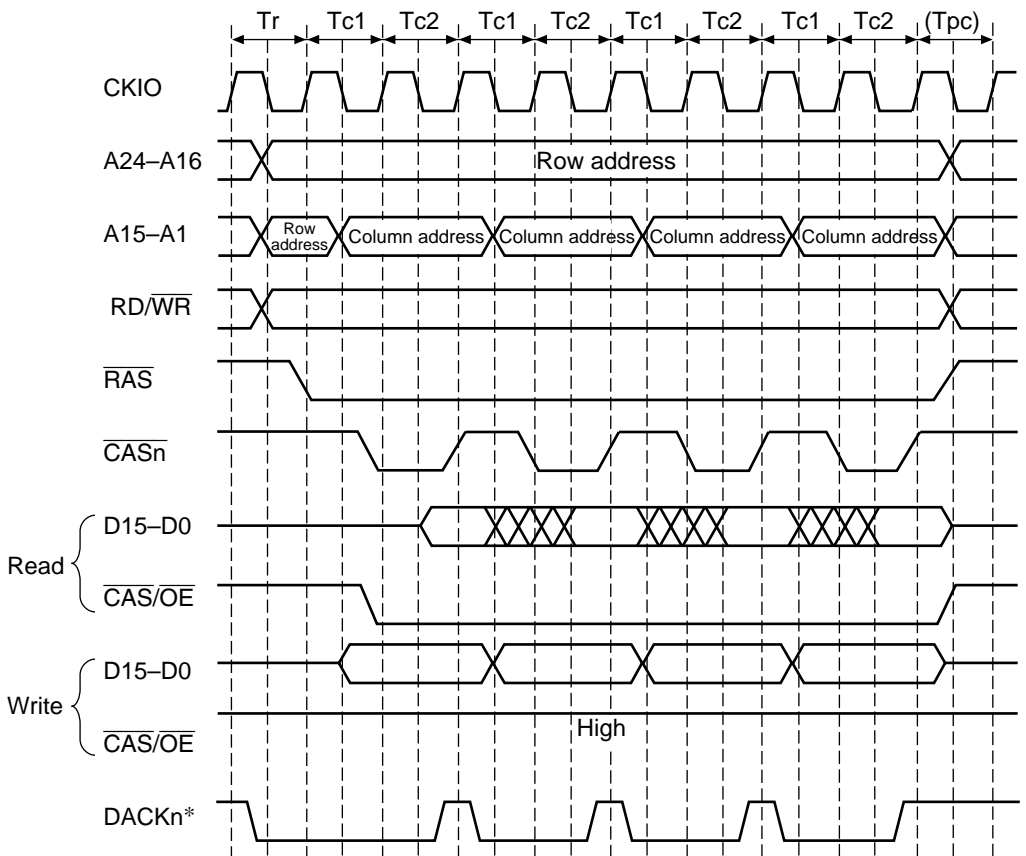 Tr Tc1 Tc2 Tc1 Tc2 Tc1 Tc2 Tc1 Tc2 (Tpc)
CKIO
A24–A16 Row address
A15–A1 Row address Column address Column address Column address Column address
RD/WR
RAS
CASn
D15–D0
Read
CAS/OE
D15–D0
Write
High
CAS/OE
DACKn*